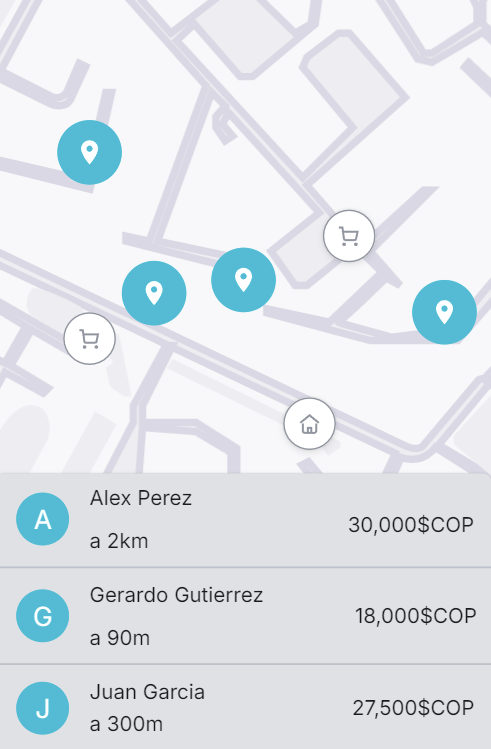 A
Alex Perez
a 2km
30,000$COP
G
Gerardo Gutierrez
a 90m
18,000$COP
J
Juan Garcia
a 300m
27,500$COP